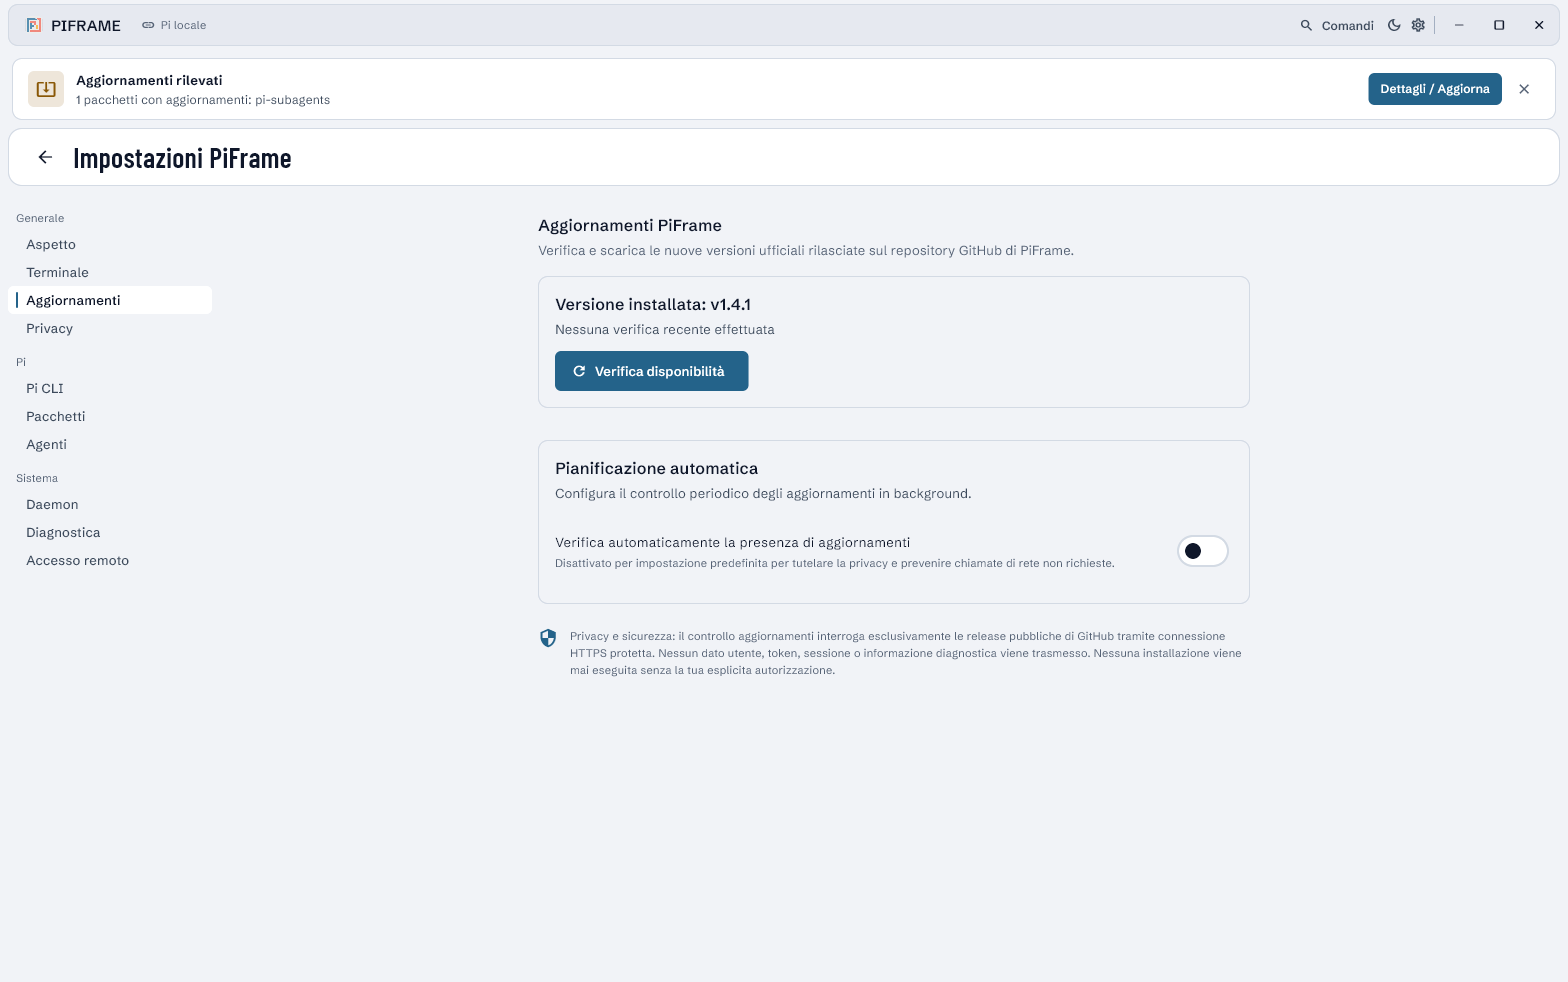 PIFRAME
Pi locale
Comandi
Aggiornamenti rilevati
1 pacchetti con aggiornamenti: pi-subagents
Dettagli / Aggiorna
Impostazioni PiFrame
Generale
Aspetto
Terminale
Aggiornamenti
Privacy
Pi
Pi CLI
Pacchetti
Agenti
Sistema
Daemon
Diagnostica
Accesso remoto
Aggiornamenti PiFrame
Verifica e scarica le nuove versioni ufficiali rilasciate sul repository GitHub di PiFrame.
Versione installata: v1.4.1
Nessuna verifica recente effettuata
Verifica disponibilità
Pianificazione automatica
Configura il controllo periodico degli aggiornamenti in background.
Verifica automaticamente la presenza di aggiornamenti
Disattivato per impostazione predefinita per tutelare la privacy e prevenire chiamate di rete non richieste.
Privacy e sicurezza: il controllo aggiornamenti interroga esclusivamente le release pubbliche di GitHub tramite connessione
HTTPS protetta. Nessun dato utente, token, sessione o informazione diagnostica viene trasmesso. Nessuna installazione viene
mai eseguita senza la tua esplicita autorizzazione.